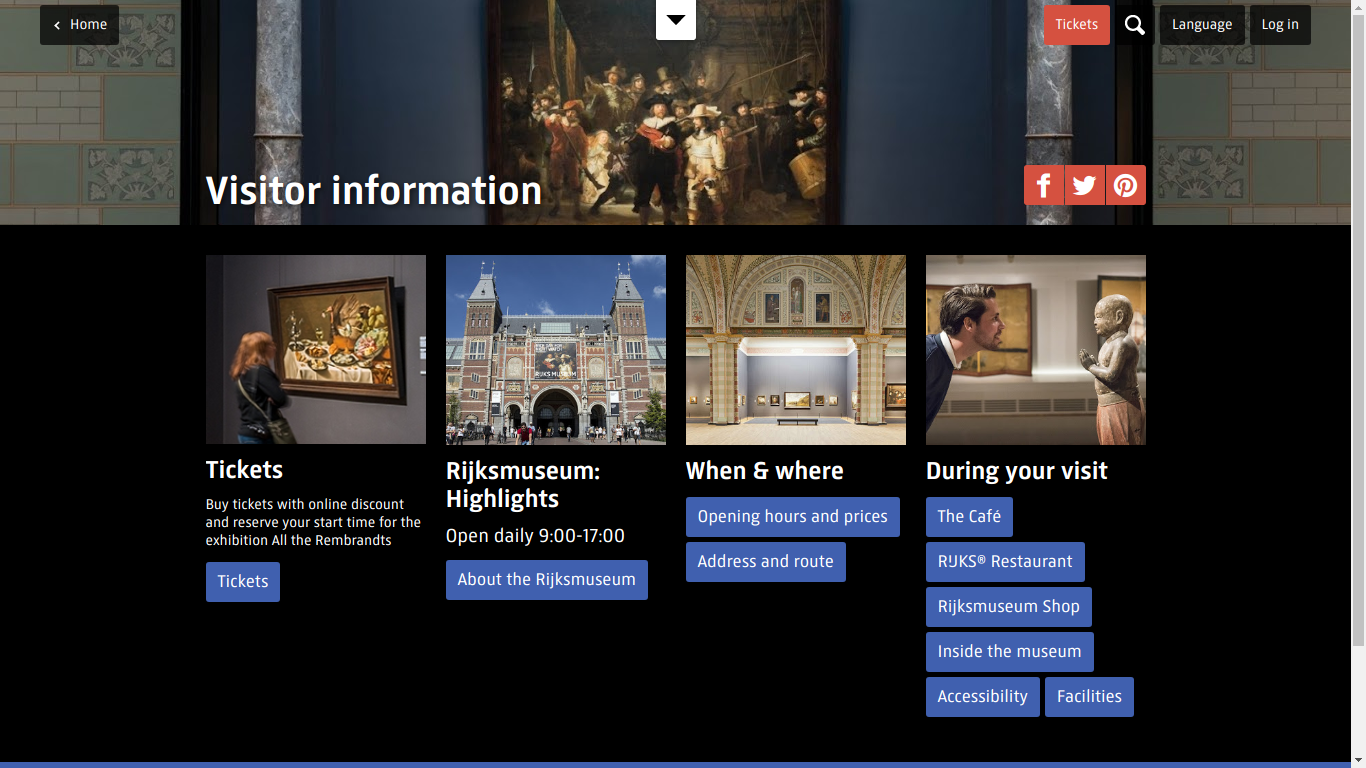 Home
Tickets
Language
Log in
Visitor information
Tickets
Buy tickets with online discount
and reserve your start time for the
exhibition All the Rembrandts
Tickets
RIJKS MUSEUM
Rijksmuseum:
Highlights
Open daily 9:00-17:00
About the Rijksmuseum
When & where
Opening hours and prices
Address and route
During your visit
The Café
RIJKS® Restaurant
Rijksmuseum Shop
Inside the museum
Accessibility
Facilities